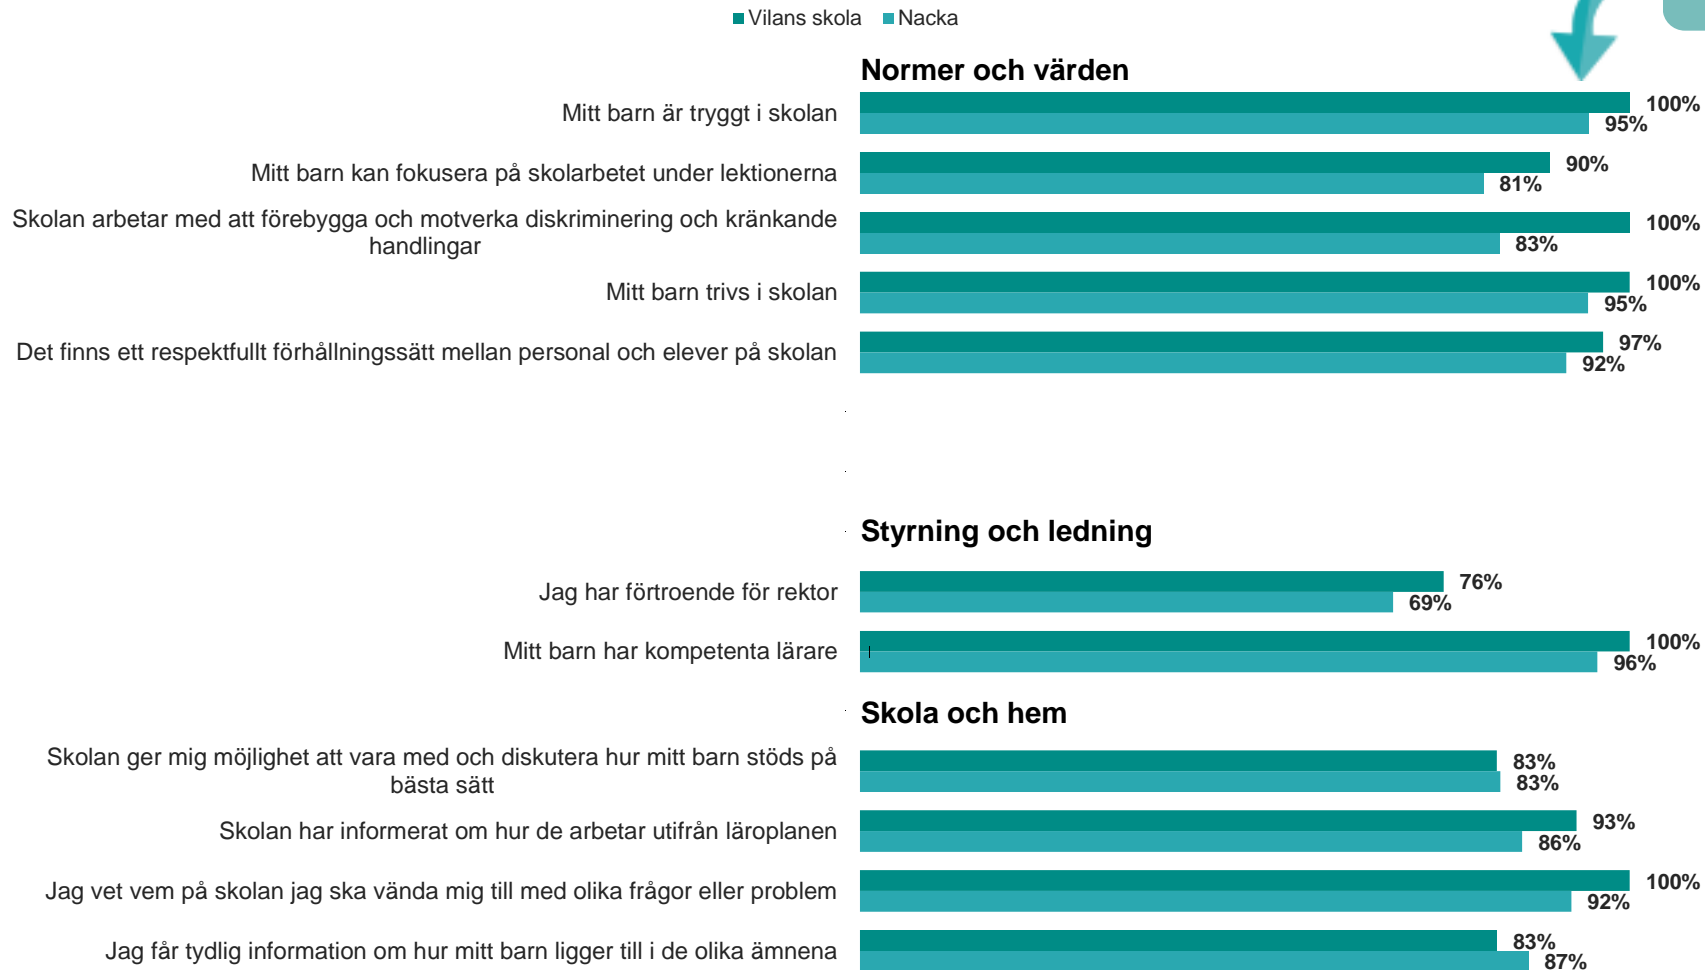 Vilans skola Nacka
Normer och värden
Mitt barn är tryggt i skolan
100%
95%
Mitt barn kan fokusera på skolarbetet under lektionerna
90%
81%
Skolan arbetar med att förebygga och motverka diskriminering och kränkande
handlingar
100%
83%
Mitt barn trivs i skolan
100%
95%
Det finns ett respektfullt förhållningssätt mellan personal och elever på skolan
97%
92%
Styrning och ledning
Jag har förtroende för rektor
76%
69%
Mitt barn har kompetenta lärare
100%
96%
Skola och hem
Skolan ger mig möjlighet att vara med och diskutera hur mitt barn stöds på
bästa sätt
83%
83%
Skolan har informerat om hur de arbetar utifrån läroplanen
93%
86%
Jag vet vem på skolan jag ska vända mig till med olika frågor eller problem
100%
92%
Jag får tydlig information om hur mitt barn ligger till i de olika ämnena
83%
87%